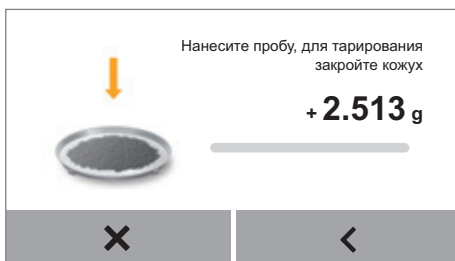 Нанесите пробу, для тарирования
закройте кожух
+ 2.513 g